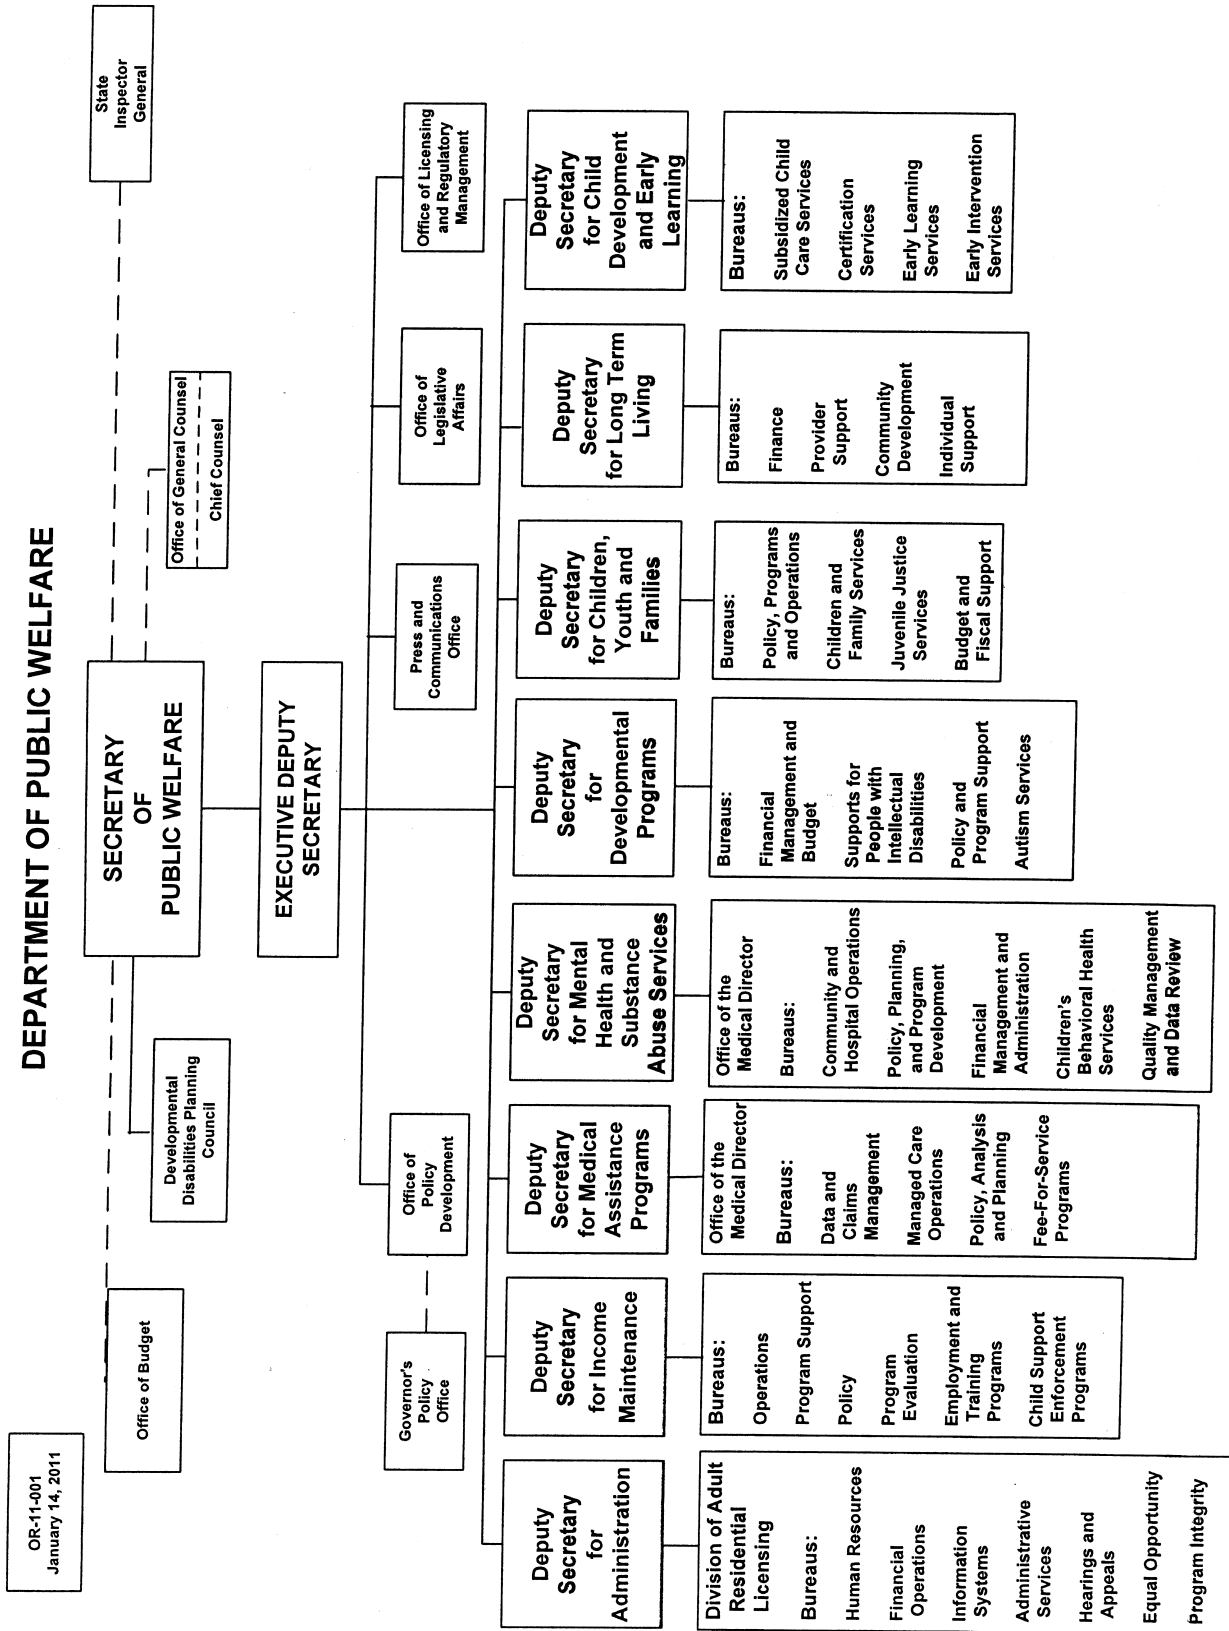 OR-11-001
January 14, 2011
DEPARTMENT OF PUBLIC WELFARE
State
Inspector
General
SECRETARY
OF
PUBLIC WELFARE
Office of Budget
Developmental
Disabilities Planning
Council
Office of General Counsel
Chief Counsel
EXECUTIVE DEPUTY
SECRETARY
Governor's
Policy
Office
Office of
Policy
Development
Press and
Communications
Office
Office of
Legislative
Affairs
Office of Licensing
and Regulatory
Management
Deputy
Secretary
for
Administration
Division of Adult
Residential
Licensing
Bureaus:
Human Resources
Financial
Operations
Information
Systems
Administrative
Services
Hearings and
Appeals
Equal Opportunity
Program Integrity
Deputy
Secretary
for Income
Maintenance
Bureaus:
Operations
Program Support
Policy
Program
Evaluation
Employment and
Training
Programs
Child Support
Enforcement
Programs
Deputy
Secretary
for Medical
Assistance
Programs
Office of the
Medical Director
Bureaus:
Data and
Claims
Management
Managed Care
Operations
Policy, Analysis
and Planning
Fee-For-Service
Programs
Deputy
Secretary
for Mental
Health and
Substance
Abuse Services
Office of the
Medical Director
Bureaus:
Community and
Hospital Operations
Policy, Planning,
and Program
Development
Financial
Management and
Administration
Children's
Behavioral Health
Services
Quality Management
and Data Review
Deputy
Secretary
for
Developmental
Programs
Bureaus:
Financial
Management and
Budget
Supports for
People with
Intellectual
Disabilities
Policy and
Program Support
Autism Services
Deputy
Secretary
for Children,
Youth and
Families
Bureaus:
Policy, Programs
and Operations
Children and
Family Services
Juvenile Justice
Services
Budget and
Fiscal Support
Deputy
Secretary
for Long Term
Living
Bureaus:
Finance
Provider
Support
Community
Development
Individual
Support
Deputy
Secretary
for Child
Development
and Early
Learning
Bureaus:
Subsidized Child
Care Services
Certification
Services
Early Learning
Services
Early Intervention
Services